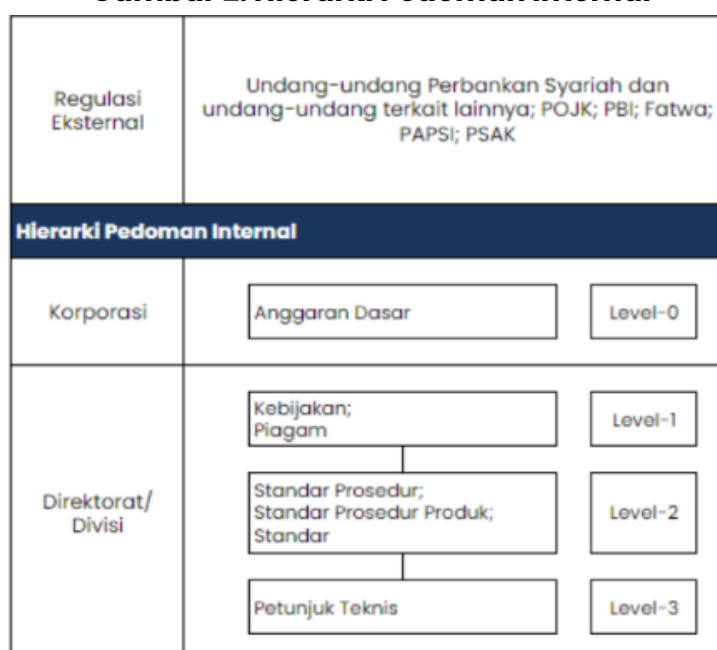 Regulasi
Eksternal
Undang-undang Perbankan Syariah dan
undang-undang terkait lainnya; POJK; PBI; Fatwa;
PAPSI; PSAK
Hierarki Pedoman Internal
Korporasi
Anggaran Dasar
Level-0
Direktorat/
Divisi
Kebijakan;
Piagam
Level-1
Standar Prosedur;
Standar Prosedur Produk;
Standar
Level-2
Petunjuk Teknis
Level-3